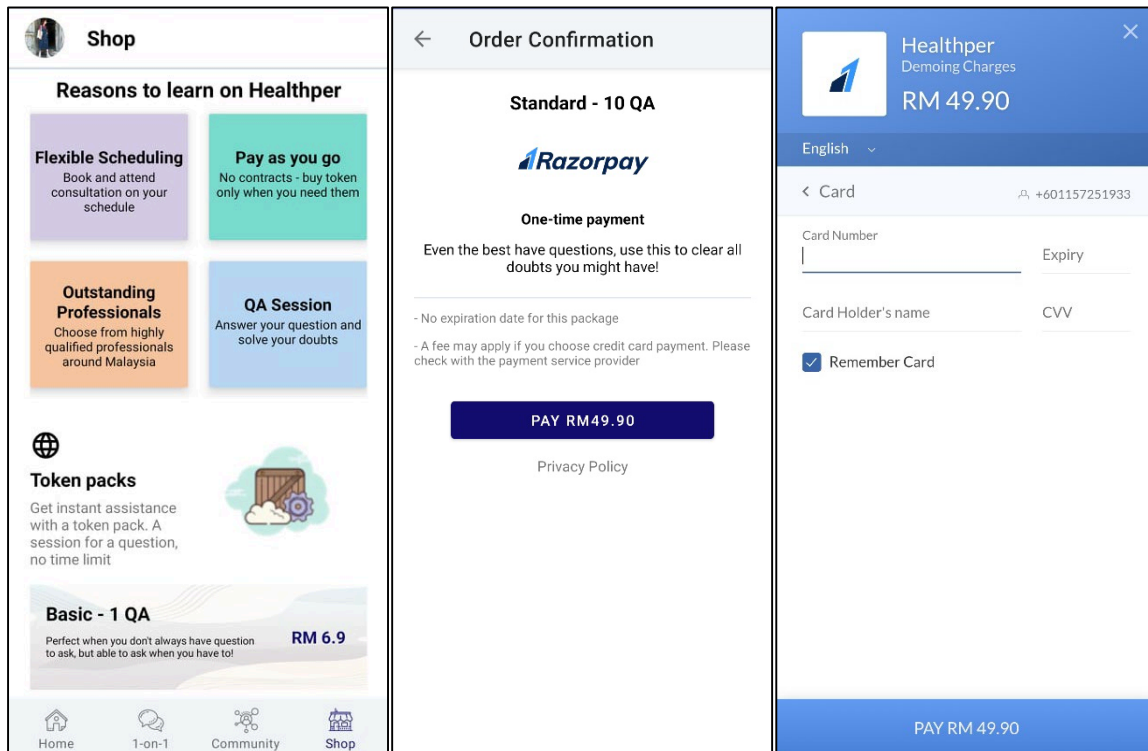 Shop
Reasons to learn on Healthper
Flexible Scheduling
Book and attend
consultation on your
schedule
Pay as you go
No contracts - buy token
only when you need them
Outstanding
Professionals
Choose from highly
qualified professionals
around Malaysia
QA Session
Answer your question and
solve your doubts
Token packs
Get instant assistance
with a token pack. A
session for a question,
no time limit
Basic - 1 QA
Perfect when you don't always have question
to ask, but able to ask when you have to!
RM 6.9
Home
1-on-1
Community
Shop
Order Confirmation
Standard - 10 QA
Razorpay
One-time payment
Even the best have questions, use this to clear all
doubts you might have!
- No expiration date for this package
- A fee may apply if you choose credit card payment. Please
check with the payment service provider
PAY RM49.90
Privacy Policy
Healthper
Demoing Charges
RM 49.90
English
Card
+601157251933
Card Number
Expiry
Card Holder's name
CVV
Remember Card
PAY RM 49.90